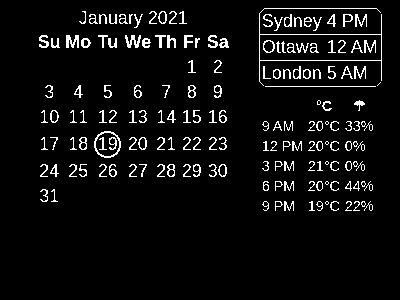 January 2021
Su Mo Tu We Th Fr Sa
1 2
3 4 5 6 7 8 9
10 11 12 13 14 15 16
17 18 19 20 21 22 23
24 25 26 27 28 29 30
31
Sydney 4 PM
Ottawa 12 AM
London 5 AM
°C ☂
9 AM 20°C 33%
12 PM 20°C 0%
3 PM 21°C 0%
6 PM 20°C 44%
9 PM 19°C 22%